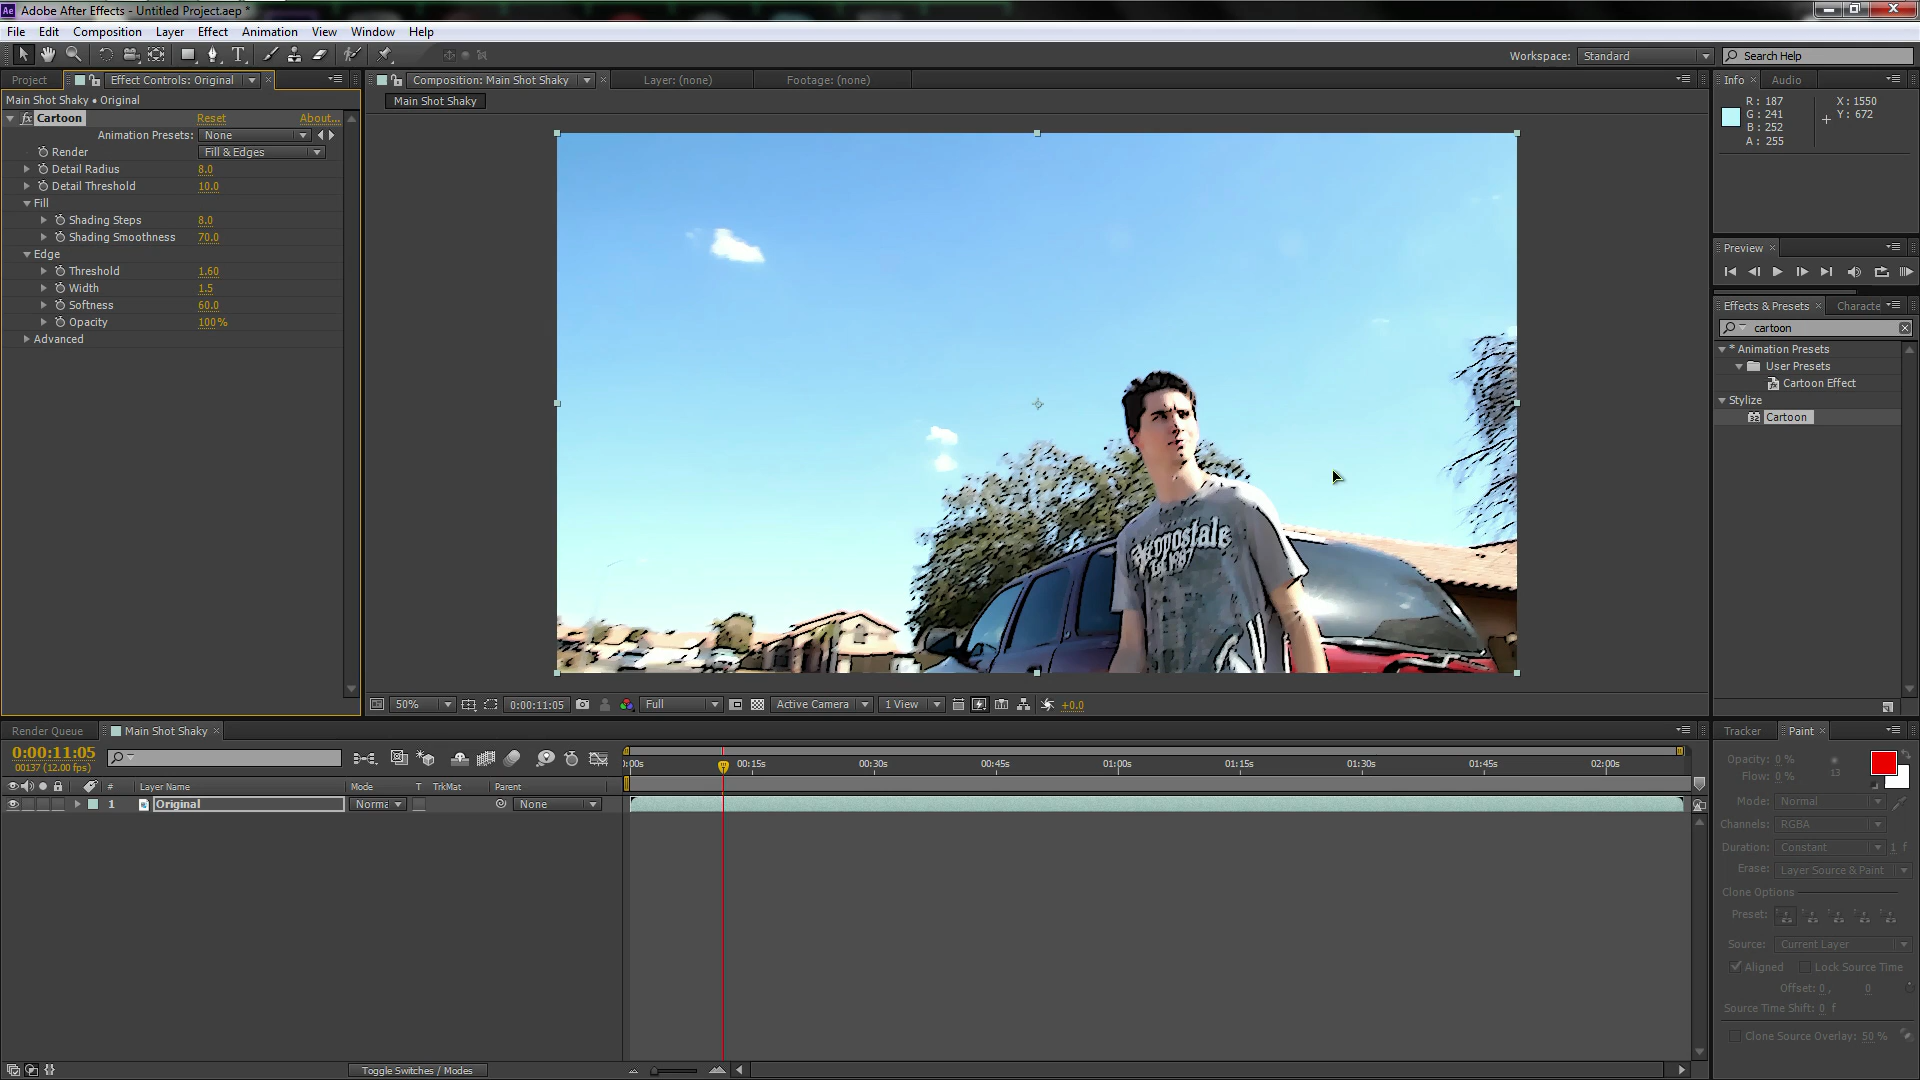 Ae Adobe After Effects - Untitled Project.aep *
File Edit Composition Layer Effect Animation View Window Help
Workspace: Standard Search Help
Project Effect Controls: Original
Composition: Main Shot Shaky Layer: (none) Footage: (none)
Info Audio
Main Shot Shaky • Original
Main Shot Shaky
R: 187 X: 1550
G: 241 Y: 672
B: 252
A: 255
fx Cartoon Reset About...
Animation Presets: None
Render Fill & Edges
Detail Radius 8.0
Detail Threshold 10.0
Fill
Shading Steps 8.0
Shading Smoothness 70.0
Edge
Threshold 1.60
Width 1.5
Softness 60.0
Opacity 100%
Advanced
Preview
Effects & Presets Characte
cartoon
* Animation Presets
User Presets
Cartoon Effect
Stylize
32 Cartoon
50% 0:00:11:05 Full Active Camera 1 View +0.0
Render Queue Main Shot Shaky
0:00:11:05
00137 (12.00 fps)
):00s 00:15s 00:30s 00:45s 01:00s 01:15s 01:30s 01:45s 02:00s
# Layer Name Mode T TrkMat Parent
1 Original Norma None
Toggle Switches / Modes
Tracker Paint
Opacity: 0 %
Flow: 0 % 13
Mode: Normal
Channels: RGBA
Duration: Constant 1 f
Erase: Layer Source & Paint
Clone Options
Preset:
Source: Current Layer
Aligned Lock Source Time
Offset: 0 , 0
Source Time Shift: 0 f
Clone Source Overlay: 50 %